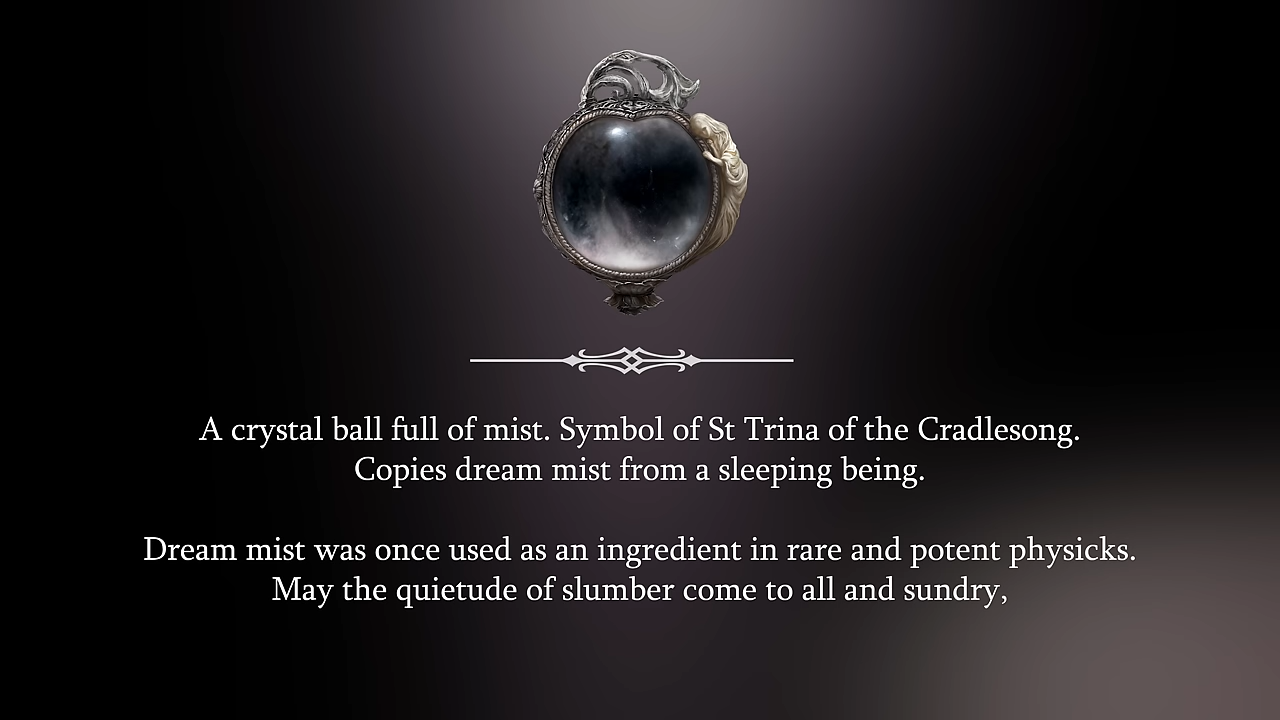 A crystal ball full of mist. Symbol of St Trina of the Cradlesong.
Copies dream mist from a sleeping being.
Dream mist was once used as an ingredient in rare and potent physicks.
May the quietude of slumber come to all and sundry,